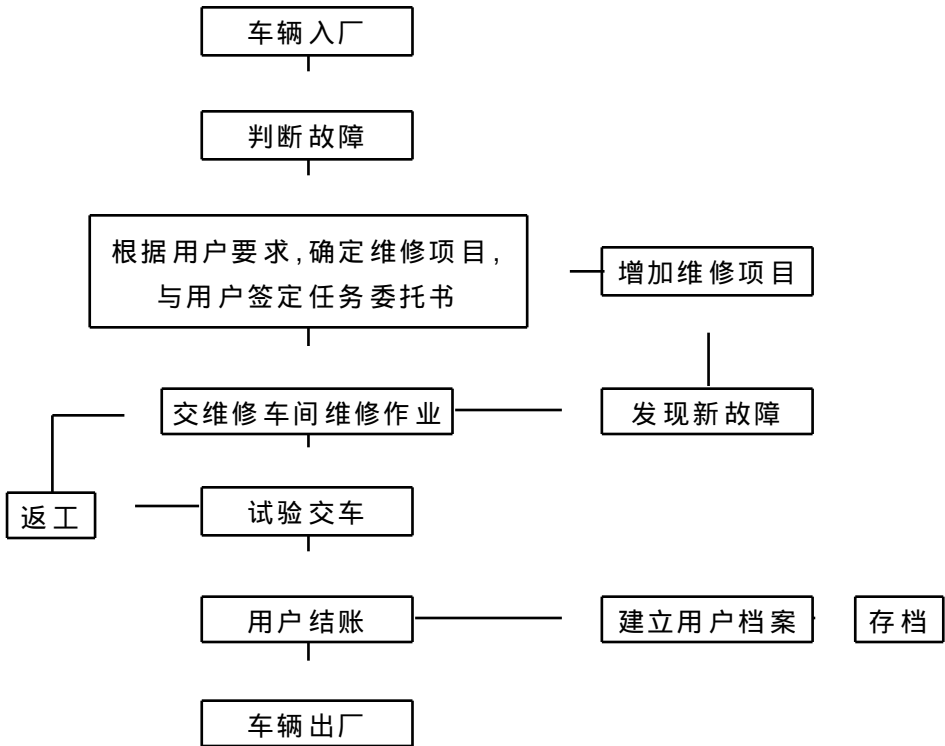 车辆入厂
判断故障
根据用户要求,确定维修项目,
与用户签定任务委托书
增加维修项目
交维修车间维修作业
发现新故障
返工
试验交车
用户结账
建立用户档案
存档
车辆出厂